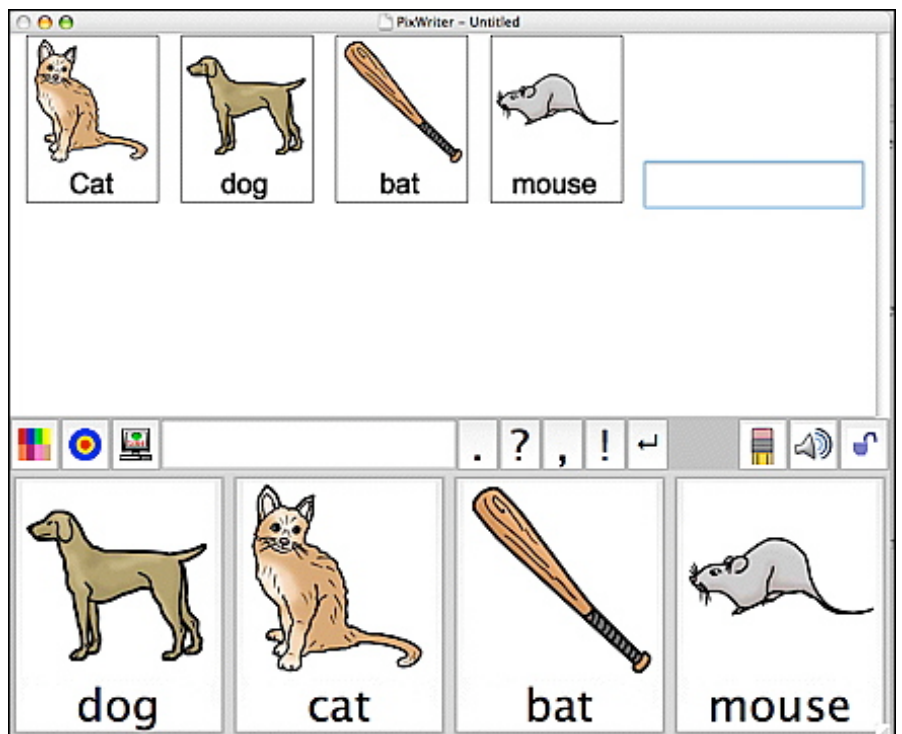 PixWriter – Untitled
Cat dog bat mouse
. ? , ! ↵
dog cat bat mouse